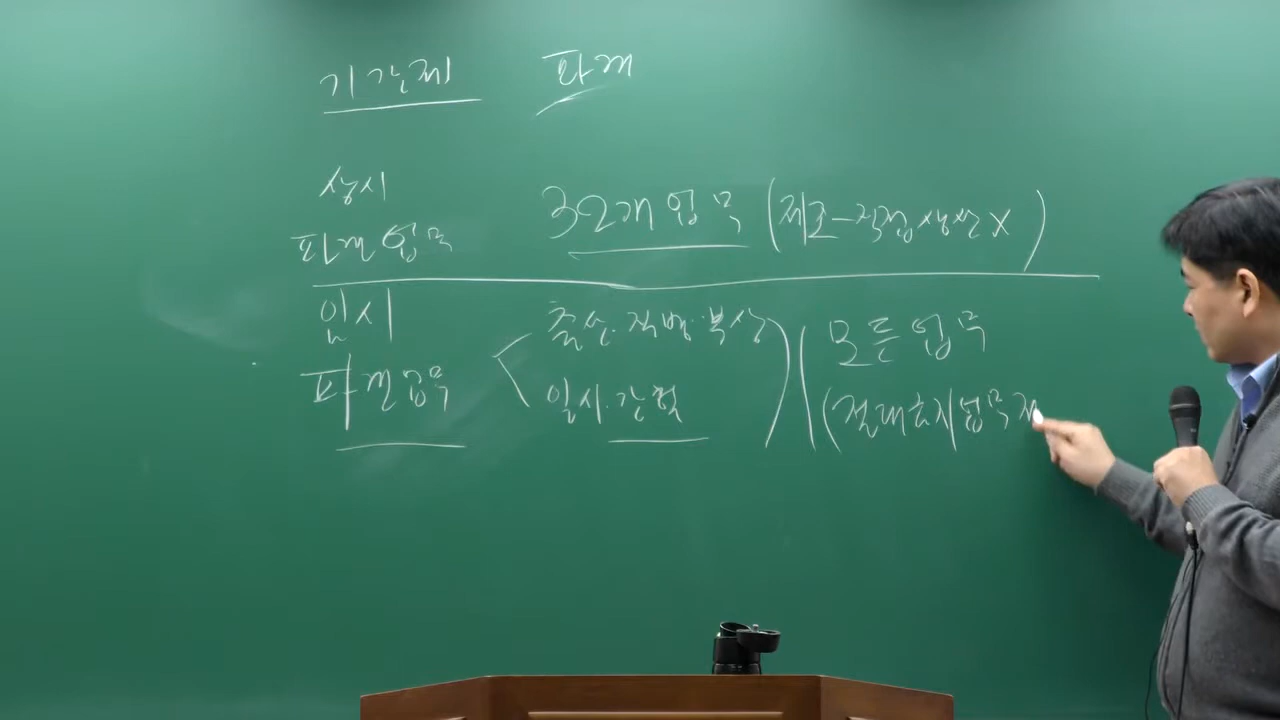 기간제 파견
상시
파견업무 32개 업무 (제조-직접생산 X)
임시 출산·질병·부상 모든 업무
파견업무 일시·간헐 (절대금지업무 제